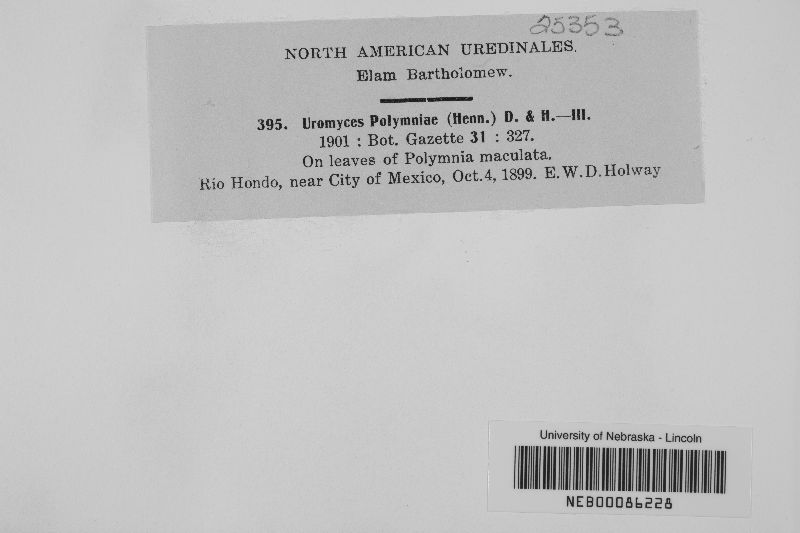 25353
NORTH AMERICAN UREDINALES.
Elam Bartholomew.
395. Uromyces Polymniae (Henn.) D. & H.—III.
1901 : Bot. Gazette 31 : 327.
On leaves of Polymnia maculata.
Rio Hondo, near City of Mexico, Oct. 4, 1899. E. W. D. Holway
University of Nebraska - Lincoln
NEB00086228